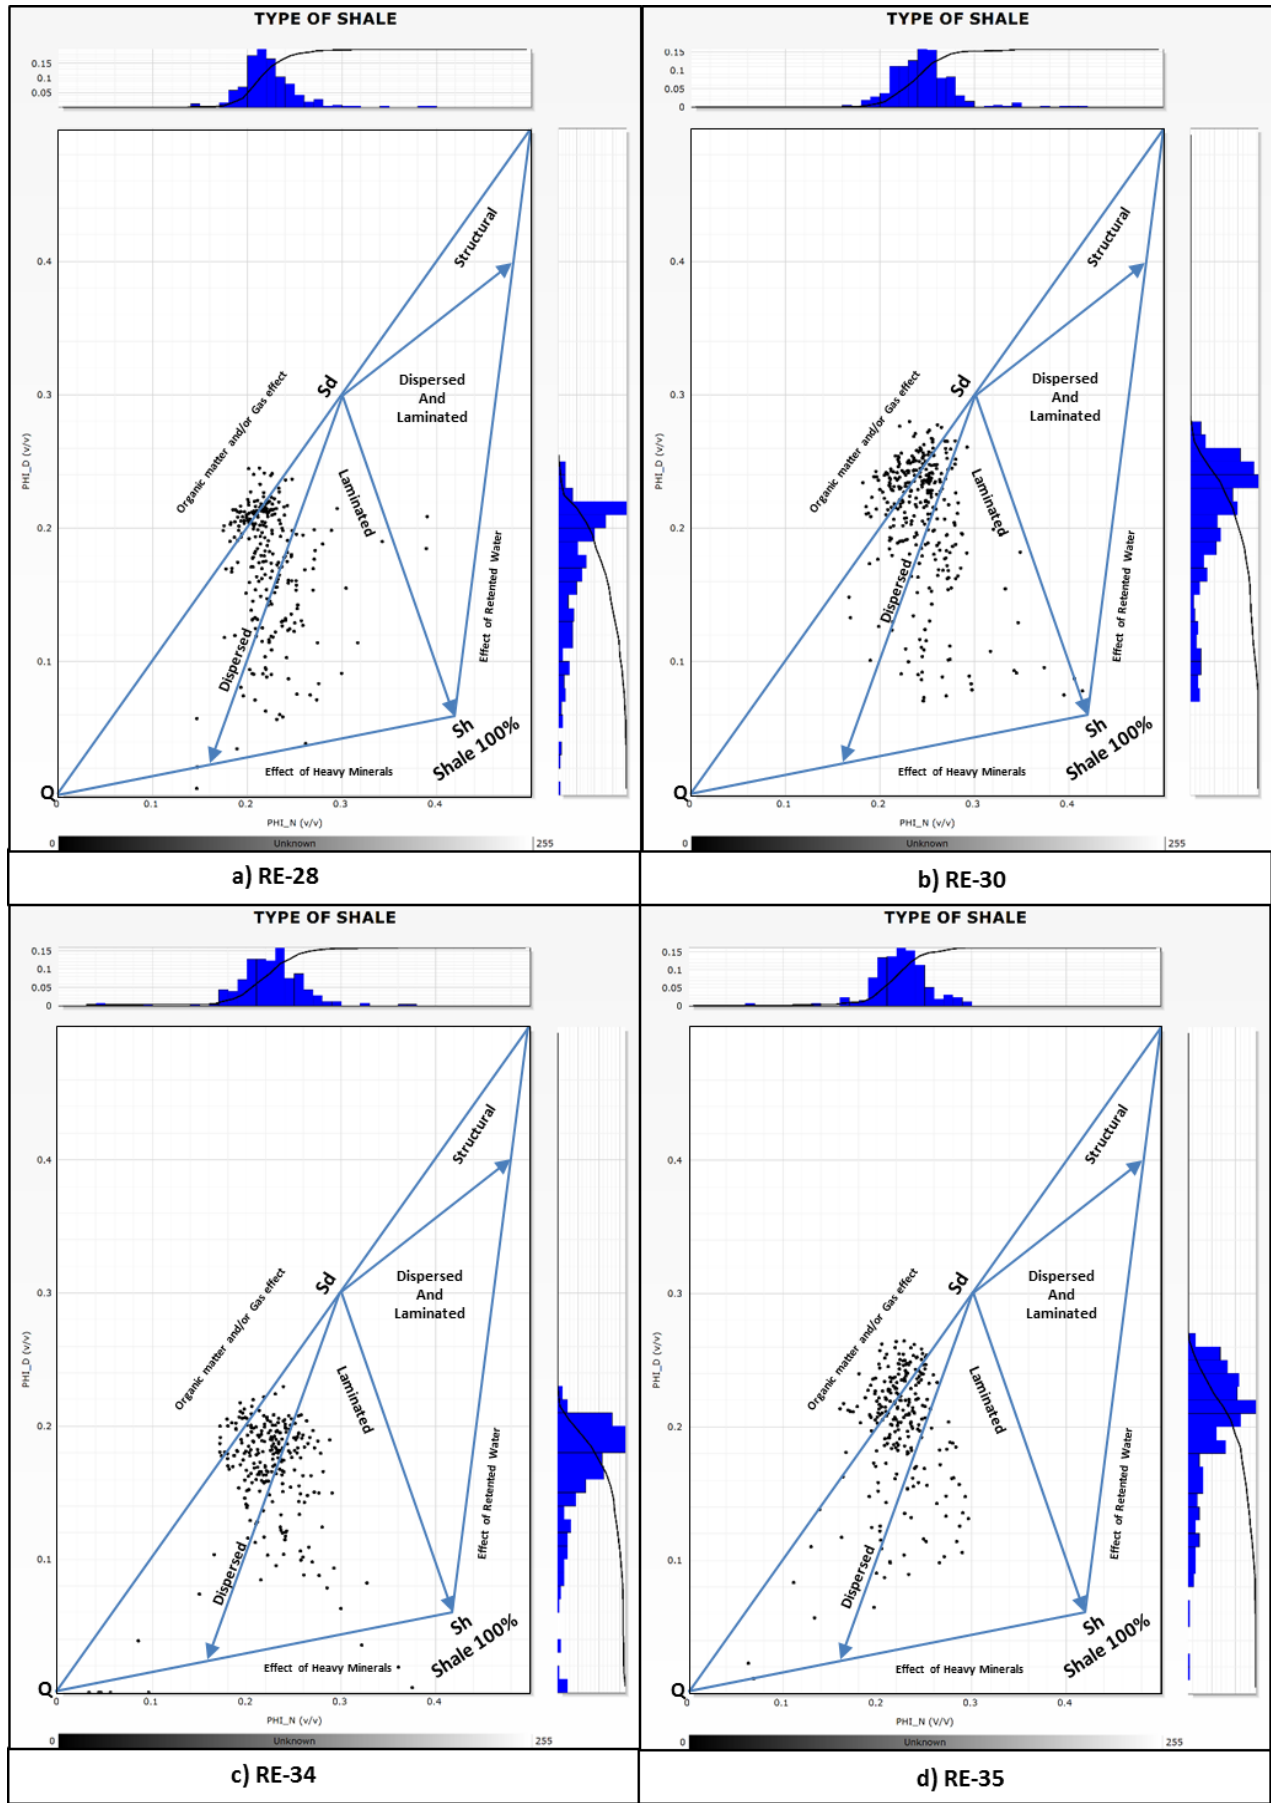 TYPE OF SHALE
0.15
0.1
0.05
0.4
0.3
0.2
0.1
PHI_D (v/v)
Structural
Sd
Dispersed
And
Laminated
Organic matter and/or Gas effect
Laminated
Dispersed
Effect of Retented Water
Sh
Shale 100%
Effect of Heavy Minerals
Q
0
0.1
0.2
0.3
0.4
PHI_N (v/v)
0
Unknown
255
a) RE-28
TYPE OF SHALE
0.15
0.1
0.05
0
0.4
0.3
0.2
0.1
PHI_D (v/v)
Structural
Sd
Dispersed
And
Laminated
Organic matter and/or Gas effect
Laminated
Dispersed
Effect of Retented Water
Sh
Shale 100%
Effect of Heavy Minerals
Q
0
0.1
0.2
0.3
0.4
PHI_N (v/v)
0
Unknown
255
b) RE-30
TYPE OF SHALE
0.15
0.1
0.05
0
0.4
0.3
0.2
0.1
PHI_D (v/v)
Structural
Sd
Dispersed
And
Laminated
Organic matter and/or Gas effect
Laminated
Dispersed
Effect of Retented Water
Sh
Shale 100%
Effect of Heavy Minerals
Q
0
0.1
0.2
0.3
0.4
PHI_N (v/v)
0
Unknown
255
c) RE-34
TYPE OF SHALE
0.15
0.1
0.05
0
0.4
0.3
0.2
0.1
PHI_D (v/v)
Structural
Sd
Dispersed
And
Laminated
Organic matter and/or Gas effect
Laminated
Dispersed
Effect of Retented Water
Sh
Shale 100%
Effect of Heavy Minerals
Q
0
0.1
0.2
0.3
0.4
PHI_N (V/V)
0
Unknown
255
d) RE-35